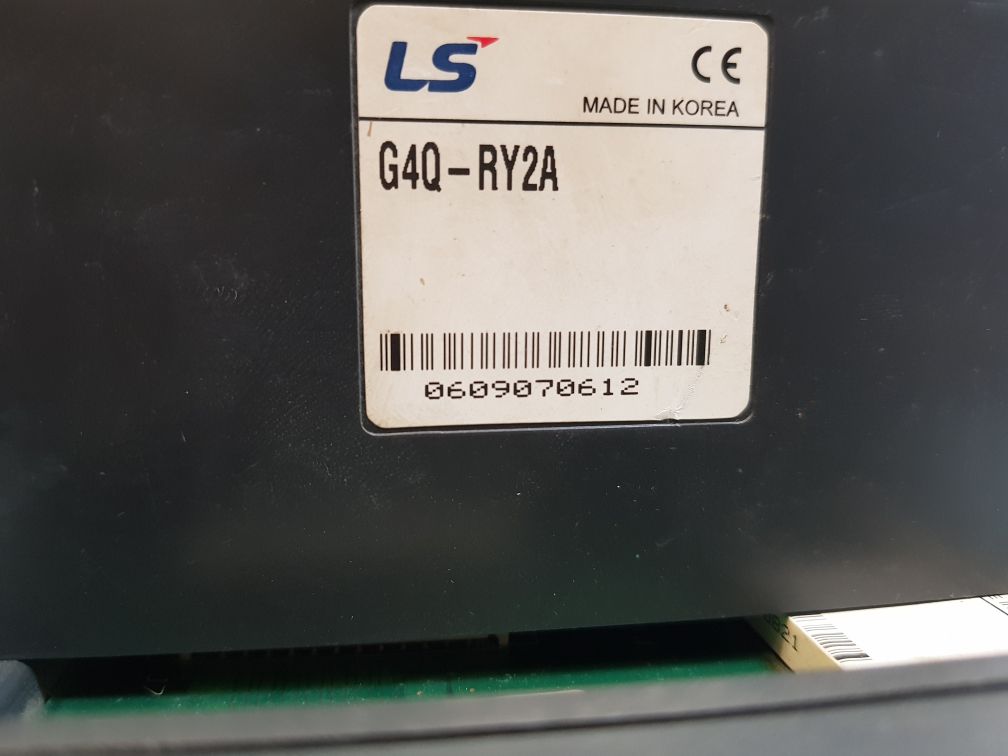 LS
CE
MADE IN KOREA
G4Q-RY2A
0609070612